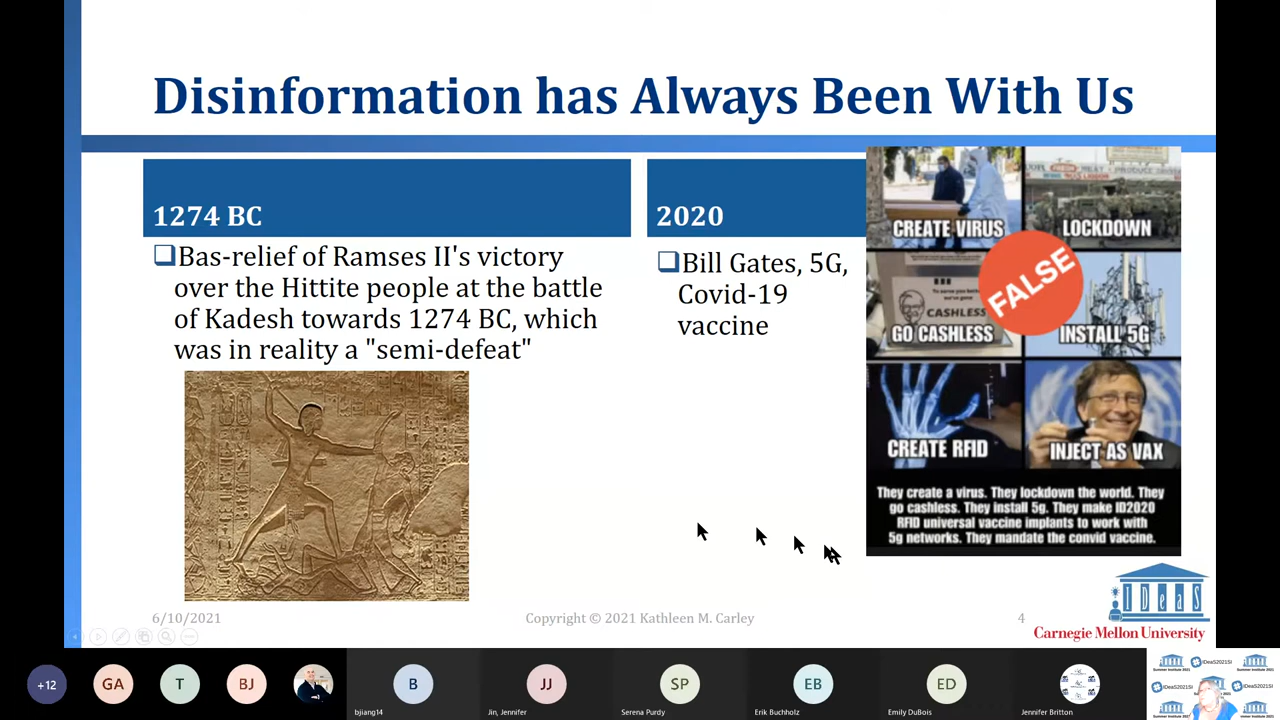 Disinformation has Always Been With Us
1274 BC
❑Bas-relief of Ramses II's victory
over the Hittite people at the battle
of Kadesh towards 1274 BC, which
was in reality a "semi-defeat"
2020
❑Bill Gates, 5G,
Covid-19
vaccine
CREATE VIRUS
LOCKDOWN
CASHLESS
GO CASHLESS
FALSE
INSTALL 5G
CREATE RFID
INJECT AS VAX
They create a virus. They lockdown the world. They
go cashless. They install 5g. They make ID2020
RFID universal vaccine implants to work with
5g networks. They mandate the convid vaccine.
6/10/2021
Copyright © 2021 Kathleen M. Carley
4
IDeaS
Carnegie Mellon University
+12
GA
T
BJ
B
JJ
SP
EB
ED
bjiang14
Jin, Jennifer
Serena Purdy
Erik Buchholz
Emily DuBois
Jennifer Britton